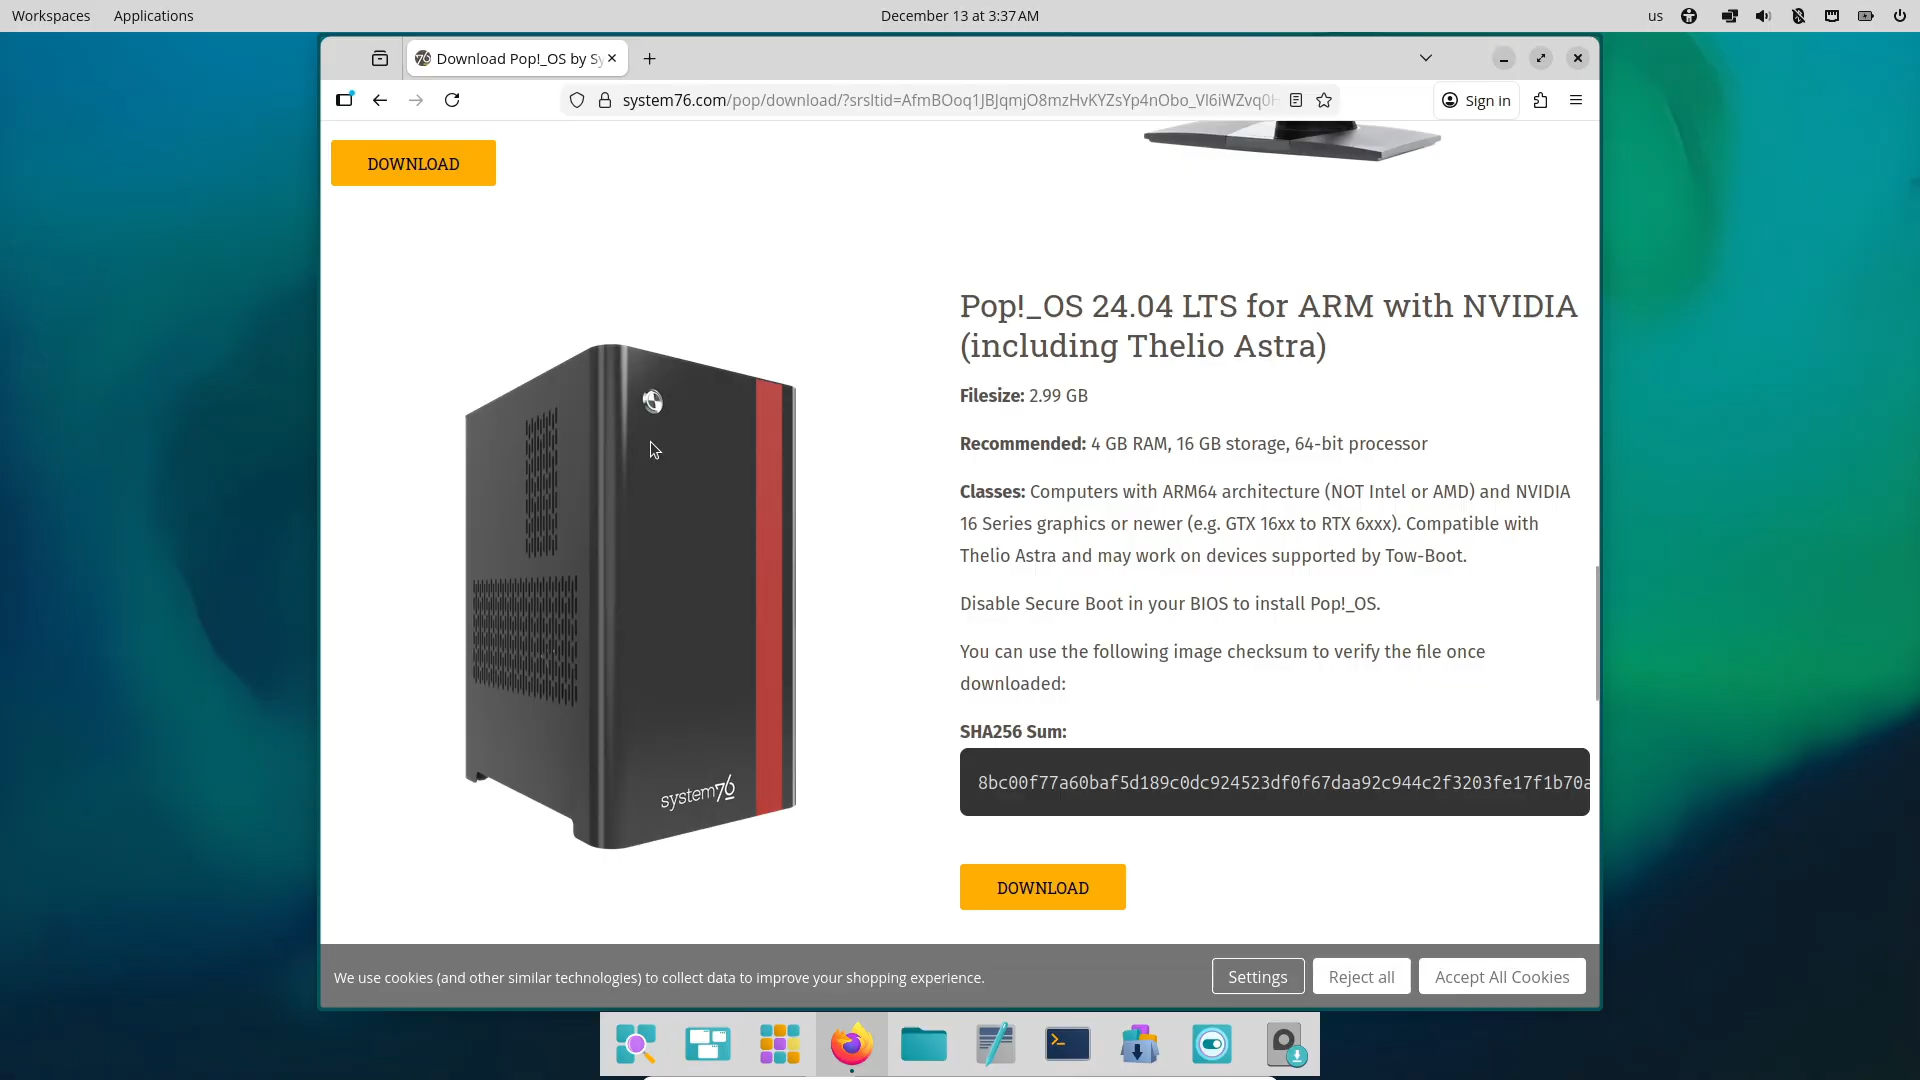 Workspaces Applications December 13 at 3:37 AM us
Download Pop!_OS by Sy
system76.com/pop/download/?srsltid=AfmBOoq1JBJqmjO8mzHvKYZsYp4nObo_Vl6iWZvq0H Sign in
DOWNLOAD
Pop!_OS 24.04 LTS for ARM with NVIDIA
(including Thelio Astra)
Filesize: 2.99 GB
Recommended: 4 GB RAM, 16 GB storage, 64-bit processor
Classes: Computers with ARM64 architecture (NOT Intel or AMD) and NVIDIA
16 Series graphics or newer (e.g. GTX 16xx to RTX 6xxx). Compatible with
Thelio Astra and may work on devices supported by Tow-Boot.
Disable Secure Boot in your BIOS to install Pop!_OS.
You can use the following image checksum to verify the file once
downloaded:
SHA256 Sum:
8bc00f77a60baf5d189c0dc924523df0f67daa92c944c2f3203fe17f1b70a
system76
DOWNLOAD
We use cookies (and other similar technologies) to collect data to improve your shopping experience. Settings Reject all Accept All Cookies